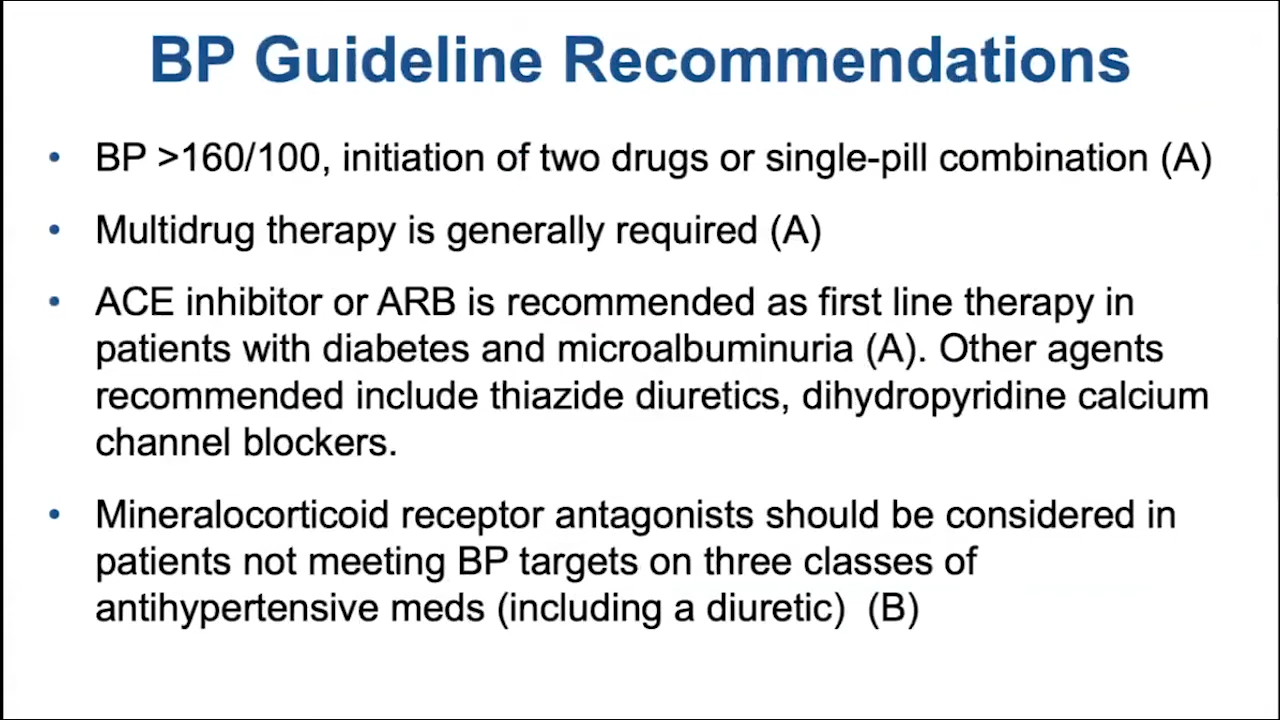 BP Guideline Recommendations
• BP >160/100, initiation of two drugs or single-pill combination (A)
• Multidrug therapy is generally required (A)
• ACE inhibitor or ARB is recommended as first line therapy in
patients with diabetes and microalbuminuria (A). Other agents
recommended include thiazide diuretics, dihydropyridine calcium
channel blockers.
• Mineralocorticoid receptor antagonists should be considered in
patients not meeting BP targets on three classes of
antihypertensive meds (including a diuretic)  (B)